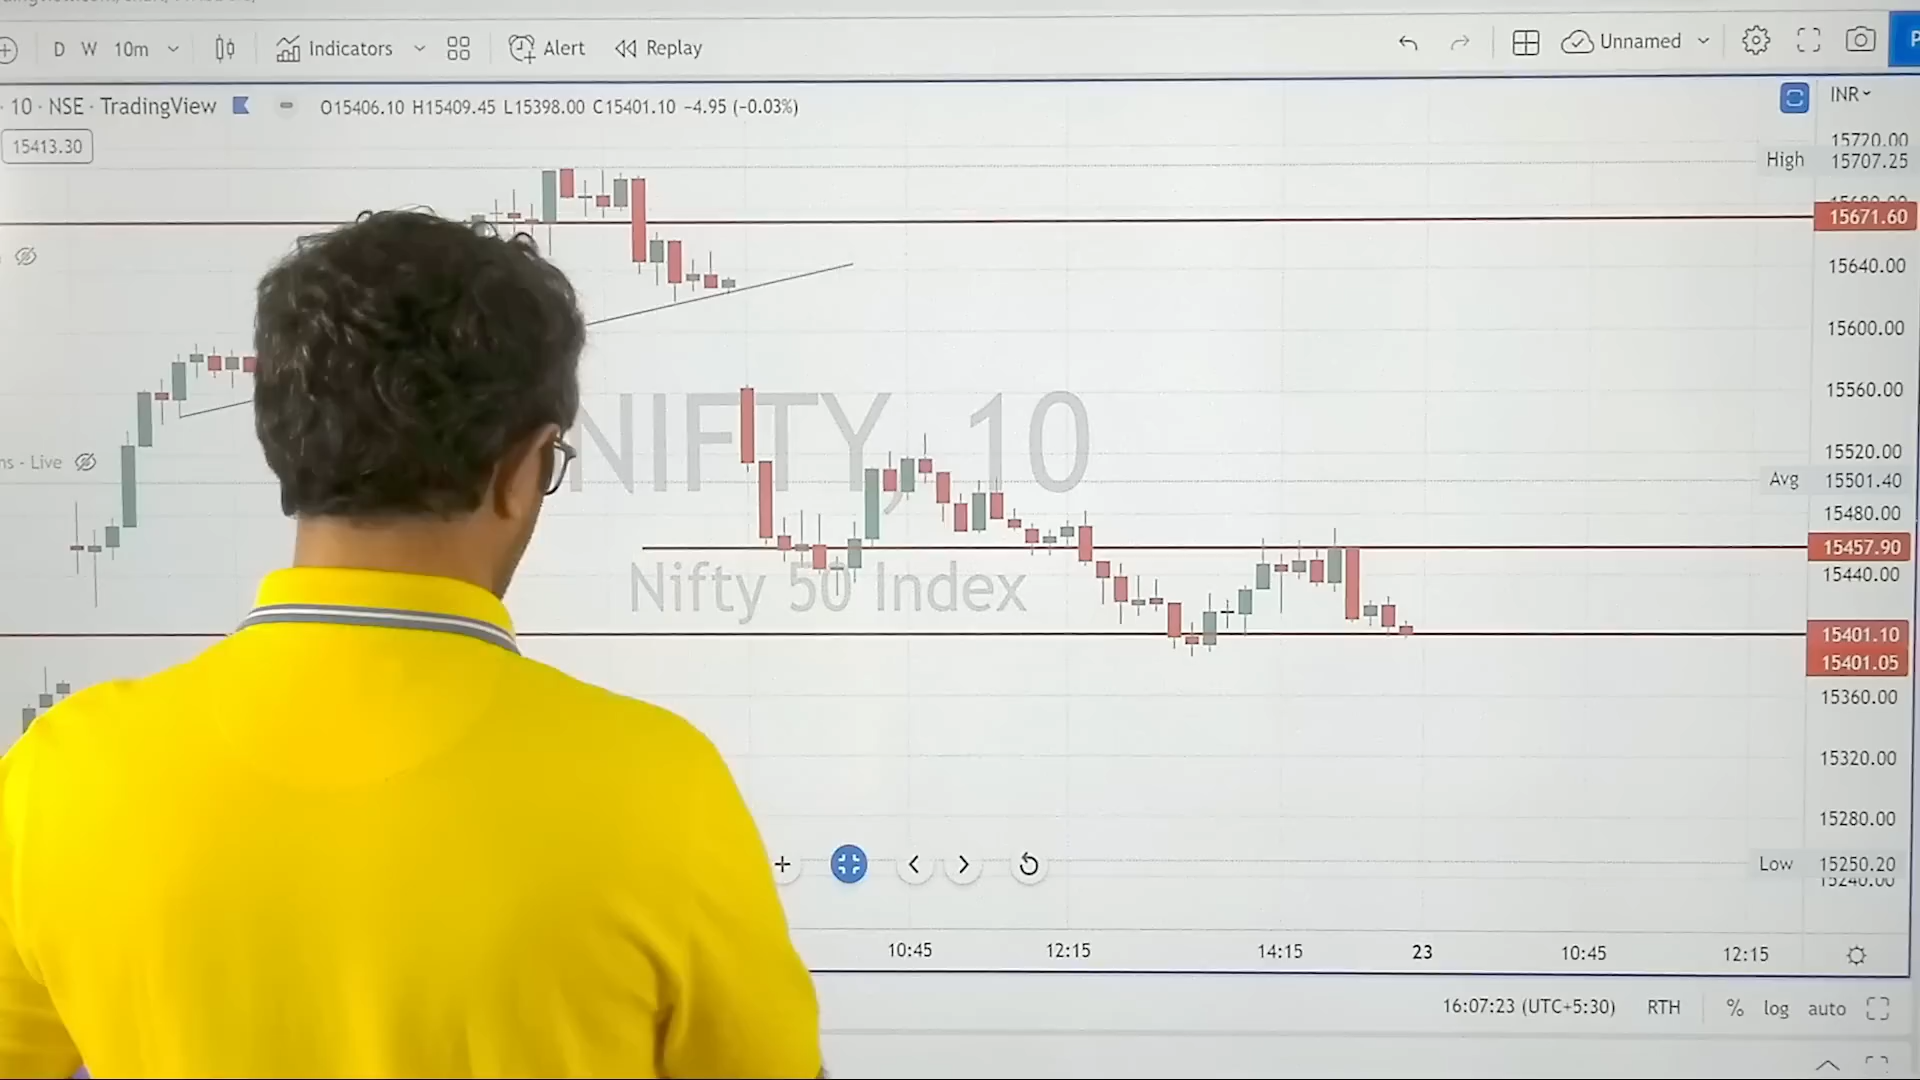 D W 10m Indicators Alert Replay Unnamed
· 10 · NSE · TradingView O15406.10 H15409.45 L15398.00 C15401.10 −4.95 (−0.03%) INR
15413.30
15770.00
High 15707.25
15671.60
15640.00
15600.00
15560.00
NIFTY, 10
15520.00
ns - Live
Avg 15501.40
15480.00
15457.90
15440.00
Nifty 50 Index
15401.10
15401.05
15360.00
15320.00
15280.00
Low 15250.20
15240.00
10:45 12:15 14:15 23 10:45 12:15
16:07:23 (UTC+5:30) RTH % log auto